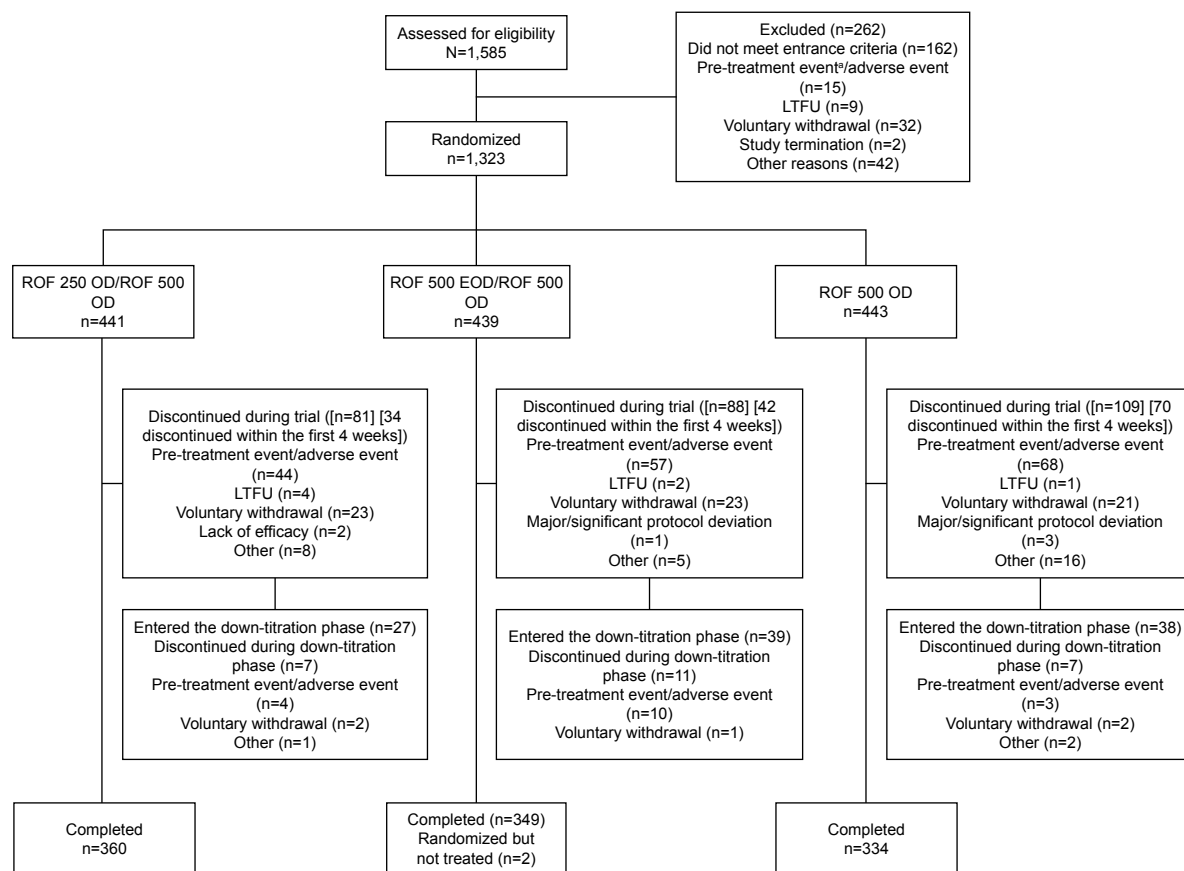 Assessed for eligibility
N=1,585
Excluded (n=262)
Did not meet entrance criteria (n=162)
Pre-treatment eventᵃ/adverse event
(n=15)
LTFU (n=9)
Voluntary withdrawal (n=32)
Study termination (n=2)
Other reasons (n=42)
Randomized
n=1,323
ROF 250 OD/ROF 500
OD
n=441
ROF 500 EOD/ROF 500
OD
n=439
ROF 500 OD
n=443
Discontinued during trial ([n=81] [34
discontinued within the first 4 weeks])
Pre-treatment event/adverse event
(n=44)
LTFU (n=4)
Voluntary withdrawal (n=23)
Lack of efficacy (n=2)
Other (n=8)
Discontinued during trial ([n=88] [42
discontinued within the first 4 weeks])
Pre-treatment event/adverse event
(n=57)
LTFU (n=2)
Voluntary withdrawal (n=23)
Major/significant protocol deviation
(n=1)
Other (n=5)
Discontinued during trial ([n=109] [70
discontinued within the first 4 weeks])
Pre-treatment event/adverse event
(n=68)
LTFU (n=1)
Voluntary withdrawal (n=21)
Major/significant protocol deviation
(n=3)
Other (n=16)
Entered the down-titration phase (n=27)
Discontinued during down-titration
phase (n=7)
Pre-treatment event/adverse event
(n=4)
Voluntary withdrawal (n=2)
Other (n=1)
Entered the down-titration phase (n=39)
Discontinued during down-titration
phase (n=11)
Pre-treatment event/adverse event
(n=10)
Voluntary withdrawal (n=1)
Entered the down-titration phase (n=38)
Discontinued during down-titration
phase (n=7)
Pre-treatment event/adverse event
(n=3)
Voluntary withdrawal (n=2)
Other (n=2)
Completed
n=360
Completed (n=349)
Randomized but
not treated (n=2)
Completed
n=334